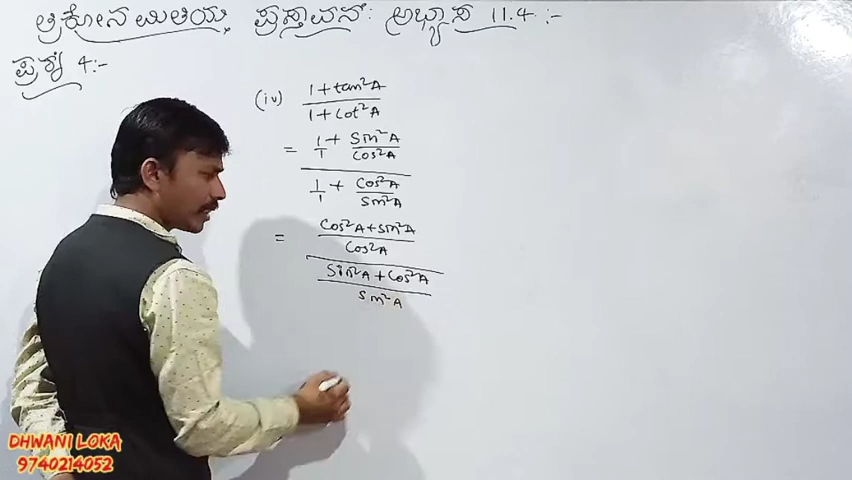 ತ್ರಿಕೋನಮಿತಿಯ ಪ್ರಸ್ತಾವನೆ: ಅಭ್ಯಾಸ 11.4 :-
ಪ್ರಶ್ನೆ 4:-
(iv) 1 + tan²A
1 + cot²A
= 1/1 + Sin²A/Cos²A
1/1 + Cos²A/Sin²A
= Cos²A + Sin²A
Cos²A
Sin²A + Cos²A
Sin²A
DHWANI LOKA
9740214052